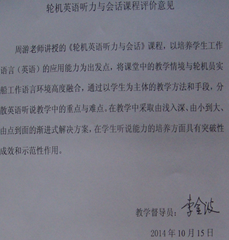 轮机英语听力与会话课程评价意见
周游老师讲授的《轮机英语听力与会话》课程，以培养学生工作
语言（英语）的应用能力为出发点，将课堂中的教学情境与轮机员实
船工作语言环境高度融合，通过以学生为主体的教学方法和手段，分
散英语听说教学中的重点与难点，在教学中采取由浅入深、由小到大、
由点到面的渐进式解决方案，在学生听说能力的培养方面具有突破性
成效和示范性作用。
教学督导员：李金波
2014 年 10 月 15 日